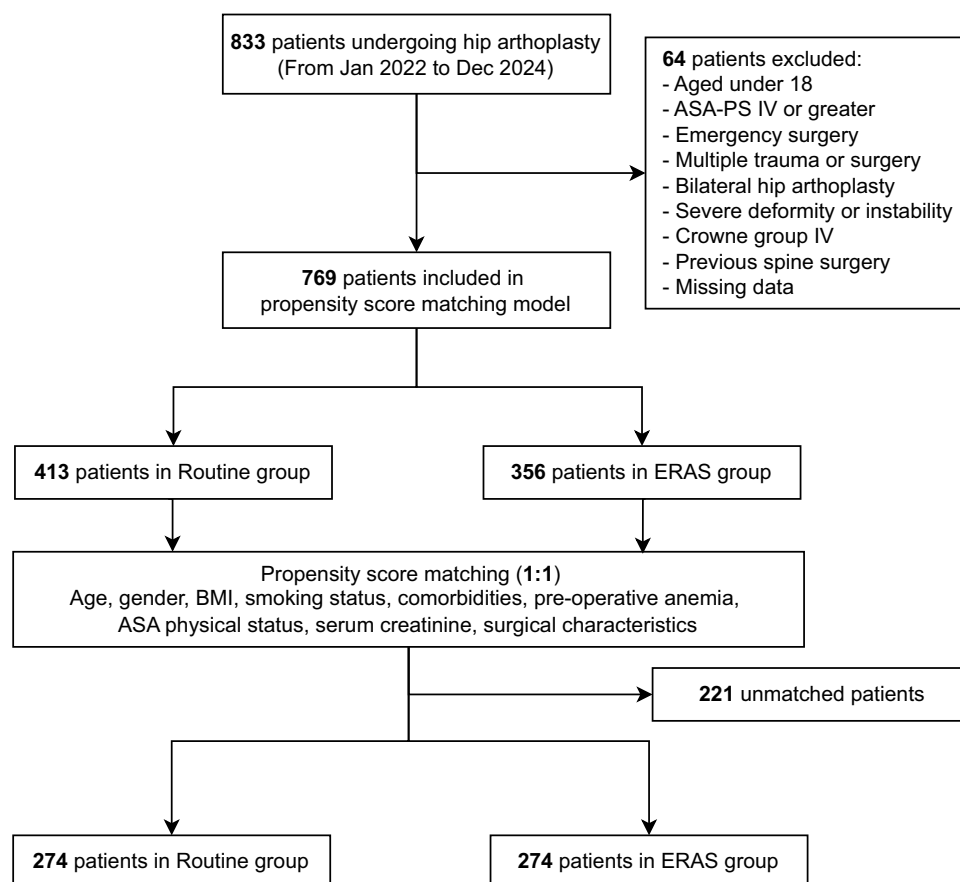 833 patients undergoing hip arthoplasty
(From Jan 2022 to Dec 2024)
64 patients excluded:
- Aged under 18
- ASA-PS IV or greater
- Emergency surgery
- Multiple trauma or surgery
- Bilateral hip arthoplasty
- Severe deformity or instability
- Crowne group IV
- Previous spine surgery
- Missing data
769 patients included in
propensity score matching model
413 patients in Routine group
356 patients in ERAS group
Propensity score matching (1:1)
Age, gender, BMI, smoking status, comorbidities, pre-operative anemia,
ASA physical status, serum creatinine, surgical characteristics
221 unmatched patients
274 patients in Routine group
274 patients in ERAS group